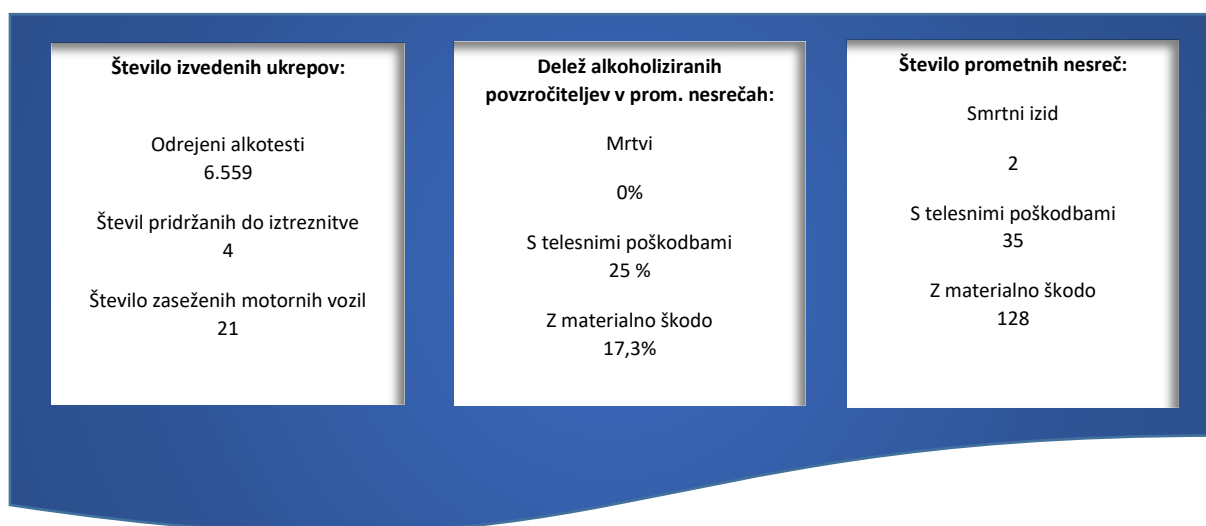 Število izvedenih ukrepov:
Odrejeni alkotesti
6.559
Števil pridržanih do iztreznitve
4
Število zaseženih motornih vozil
21
Delež alkoholiziranih
povzročiteljev v prom. nesrečah:
Mrtvi
0%
S telesnimi poškodbami
25 %
Z materialno škodo
17,3%
Število prometnih nesreč:
Smrtni izid
2
S telesnimi poškodbami
35
Z materialno škodo
128